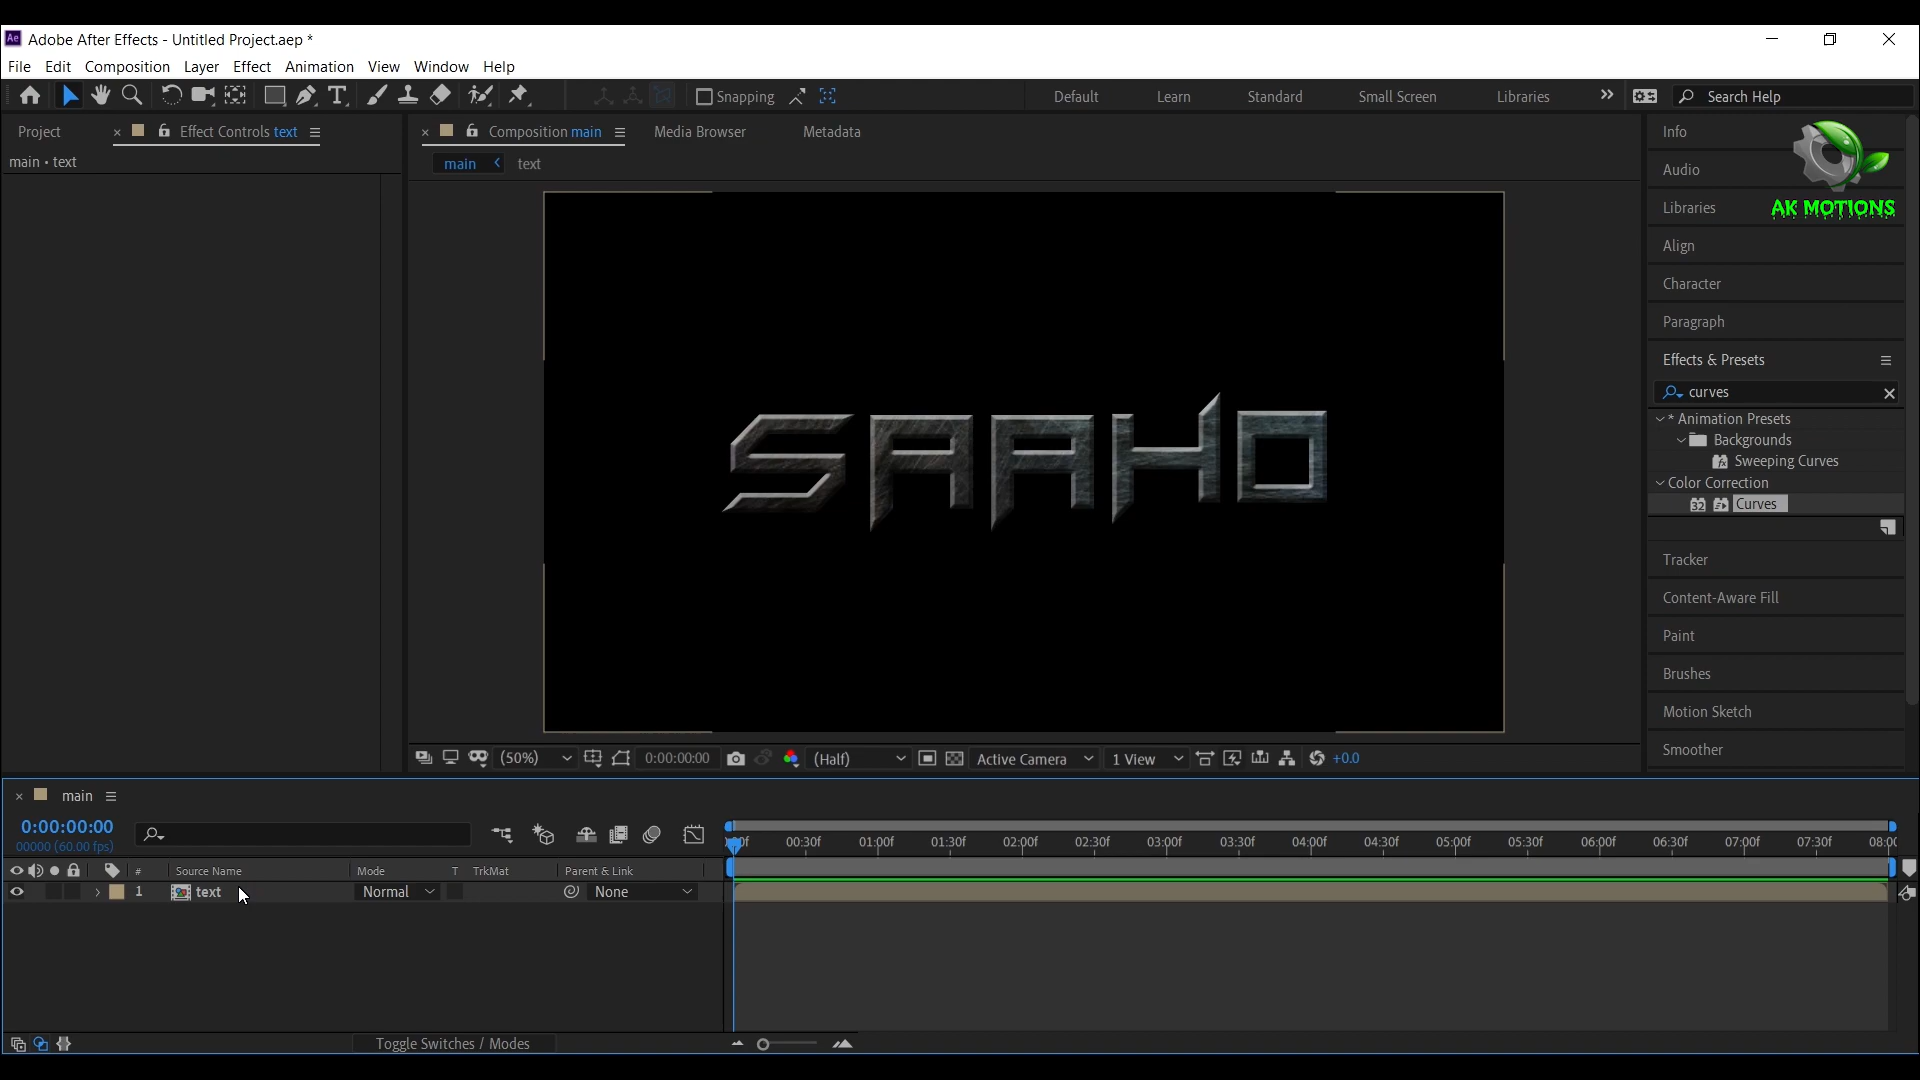 Ae Adobe After Effects - Untitled Project.aep *
File Edit Composition Layer Effect Animation View Window Help
Snapping Default Learn Standard Small Screen Libraries Search Help
Project Effect Controls text Composition main Media Browser Metadata Info
main • text
main text
Audio
Libraries
AK MOTIONS
Align
Character
Paragraph
Effects & Presets
curves
* Animation Presets
Backgrounds
Sweeping Curves
Color Correction
32 Curves
Tracker
Content-Aware Fill
Paint
Brushes
Motion Sketch
Smoother
SAAHO
(50%) 0:00:00:00 (Half) Active Camera 1 View +0.0
main
0:00:00:00
00000 (60.00 fps)
00:30f 01:00f 01:30f 02:00f 02:30f 03:00f 03:30f 04:00f 04:30f 05:00f 05:30f 06:00f 06:30f 07:00f 07:30f
# Source Name Mode T TrkMat Parent & Link
1 text Normal None
Toggle Switches / Modes